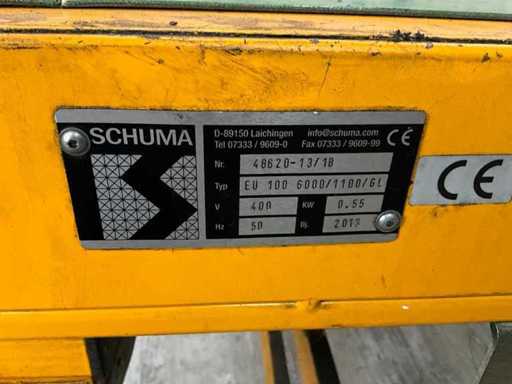 SCHUMA
D-89150 Laichingen info@schuma.com
Tel 07333 / 9609-0 Fax 07333 / 9609-99
CE
Nr. 48620-13/18
Typ EU 100 6000/1100/GL
V 400 KW 0.55
Hz 50 Bj.
CE